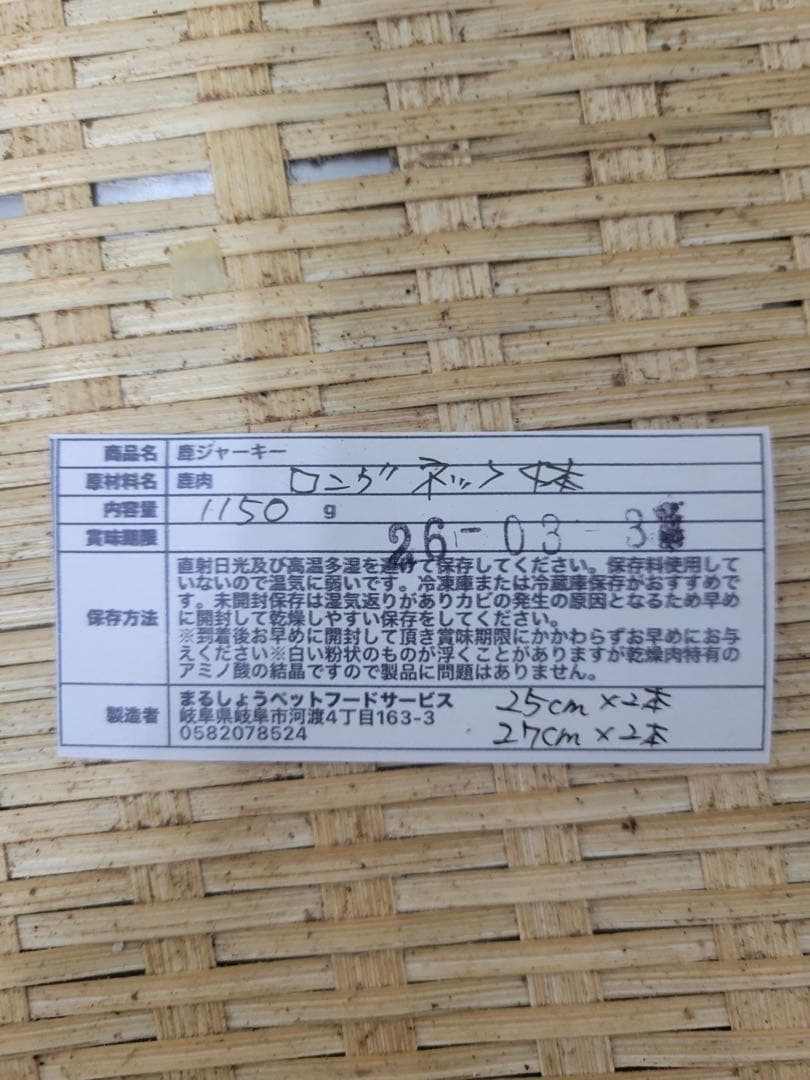 商品名 鹿ジャーキー
原材料名 鹿肉 ロングネック 4本
内容量 1150 g
賞味期限 26-03-3
保存方法 直射日光及び高温多湿を避けて保存してください。保存料使用して
いないので温気に弱いです。冷凍庫または冷蔵庫保存がおすすめで
す。未開封保存は湿気返りがありカビの発生の原因となるため早め
に開封して乾燥しやすい保存をしてください。
※到着後お早めに開封して頂き賞味期限にかかわらずお早めにお与
えください※白い粉状のものが浮くことがありますが乾燥肉特有の
アミノ酸の結晶ですので製品に問題はありません。
製造者 まるしょうペットフードサービス 25cm×2本
岐阜県岐阜市河渡4丁目163-3
0582078524 27cm×2本